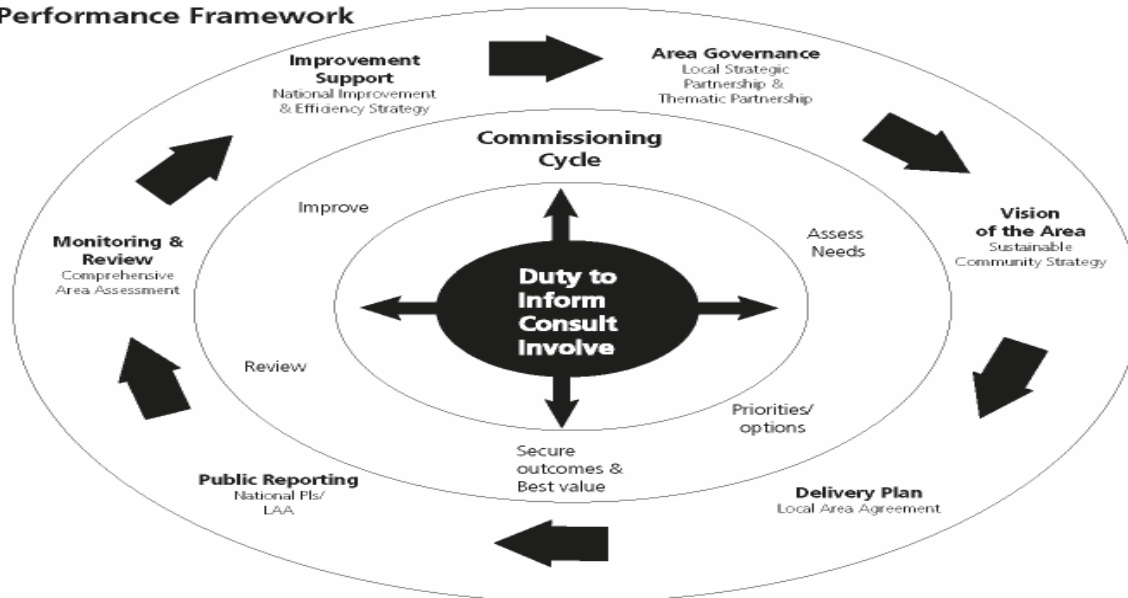 Performance Framework
Improvement
Support
National Improvement
& Efficiency Strategy
Area Governance
Local Strategic
Partnership &
Thematic Partnership
Commissioning
Cycle
Improve
Assess
Needs
Vision
of the Area
Sustainable
Community Strategy
Monitoring &
Review
Comprehensive
Area Assessment
Duty to
Inform
Consult
Involve
Review
Priorities/
options
Secure
outcomes &
Best value
Public Reporting
National PIs/
LAA
Delivery Plan
Local Area Agreement